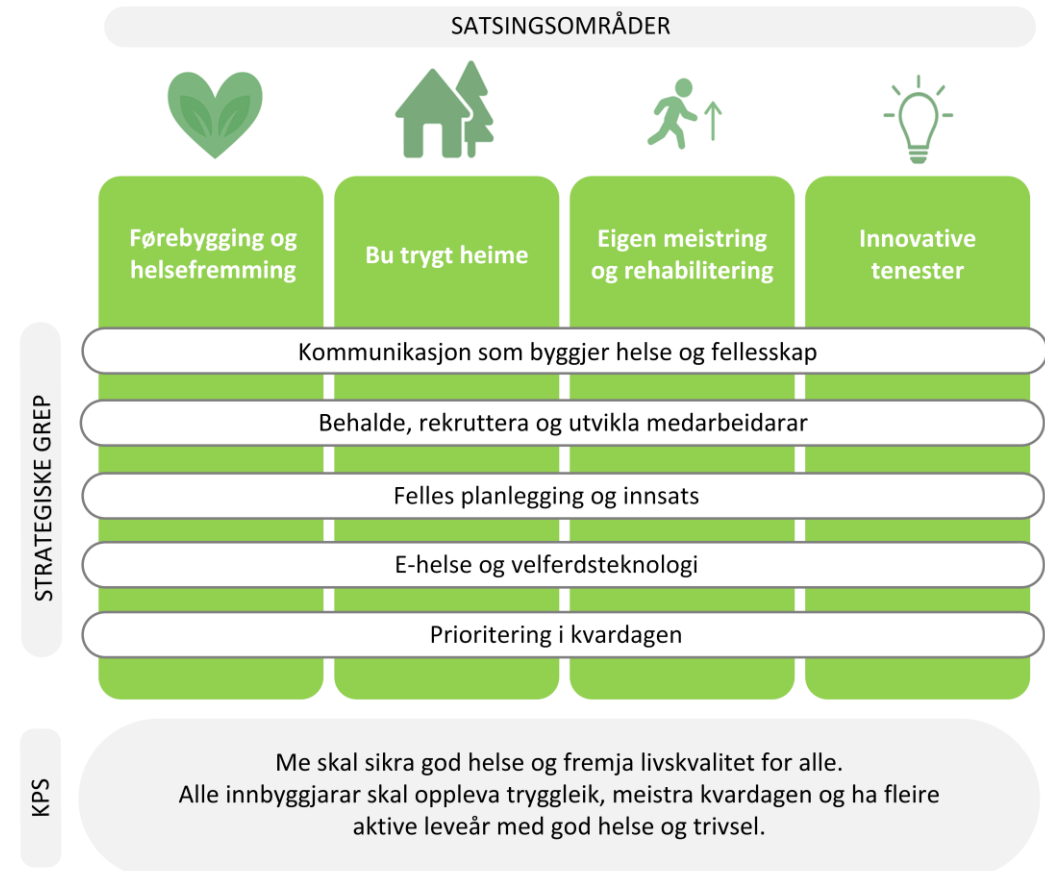 SATSINGSOMRÅDER
Førebygging og
helsefremming
Bu trygt heime
Eigen meistring
og rehabilitering
Innovative
tenester
STRATEGISKE GREP
Kommunikasjon som byggjer helse og fellesskap
Behalde, rekruttera og utvikla medarbeidarar
Felles planlegging og innsats
E-helse og velferdsteknologi
Prioritering i kvardagen
KPS
Me skal sikra god helse og fremja livskvalitet for alle.
Alle innbyggjarar skal oppleva tryggleik, meistra kvardagen og ha fleire
aktive leveår med god helse og trivsel.